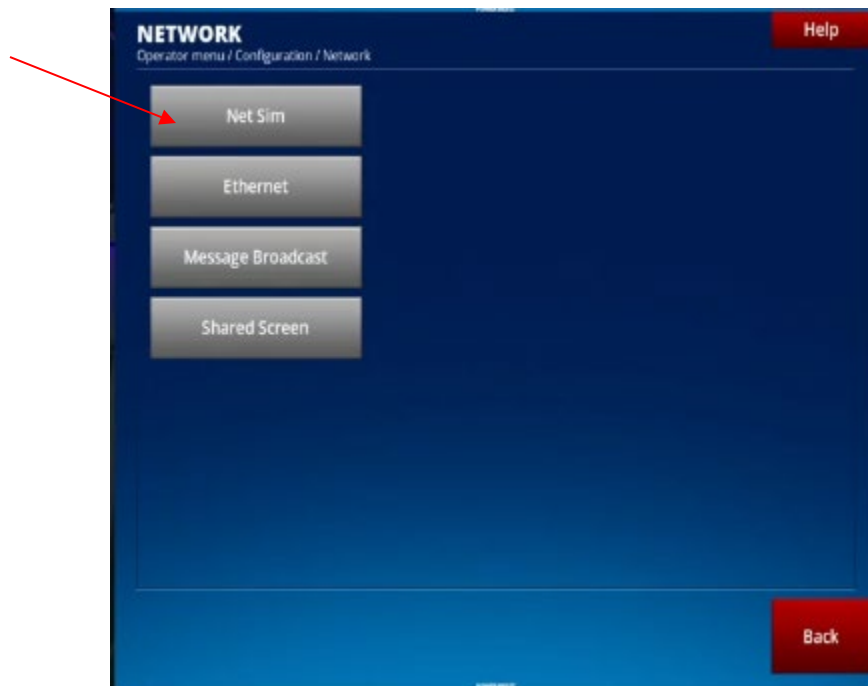 NETWORK
Help
Operator menu / Configuration / Network
Net Sim
Ethernet
Message Broadcast
Shared Screen
Back